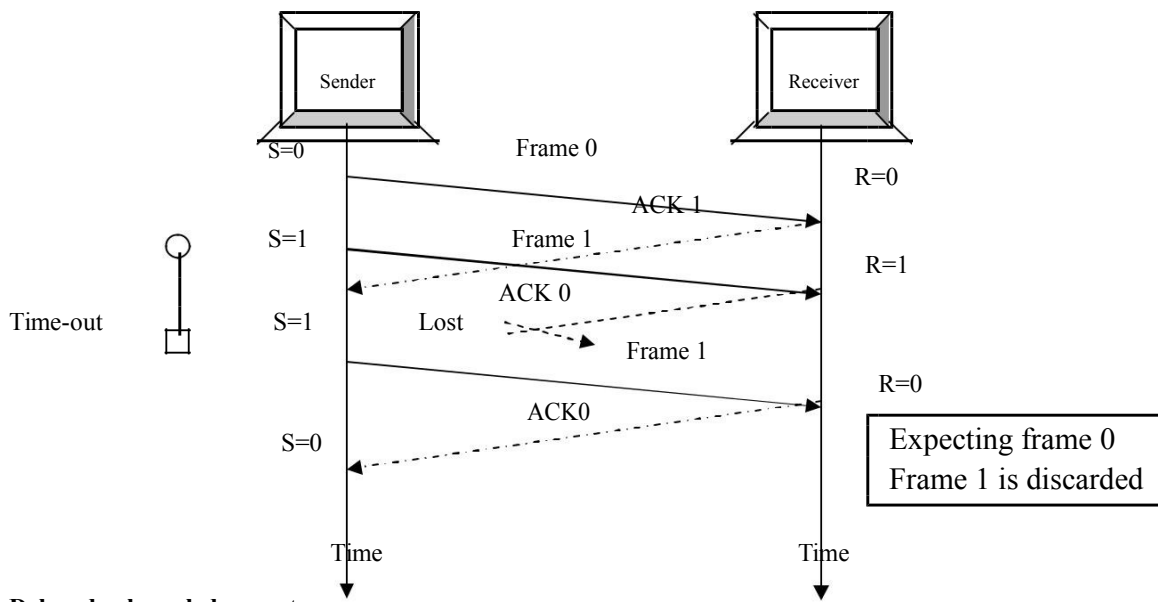 Sender
Receiver
S=0
Frame 0
R=0
ACK 1
S=1
Frame 1
R=1
ACK 0
Time-out
S=1
Lost
Frame 1
R=0
ACK0
S=0
Expecting frame 0
Frame 1 is discarded
Time
Time